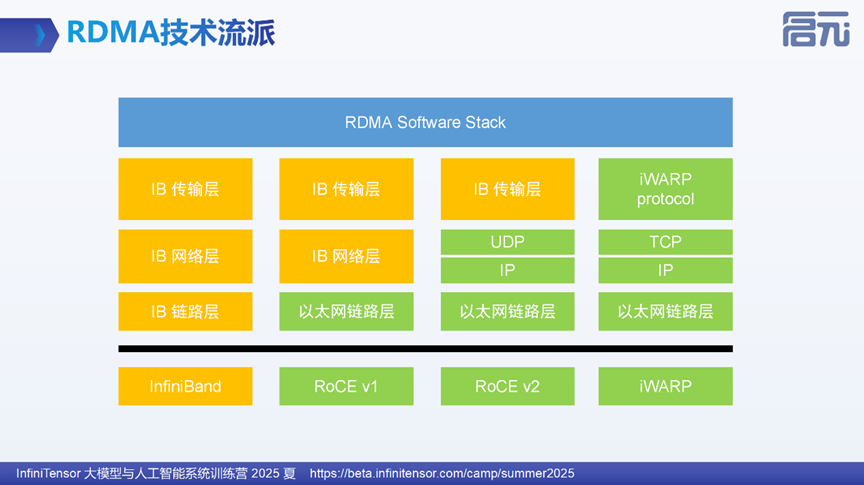 RDMA技术流派
启元
RDMA Software Stack
IB 传输层
IB 传输层
IB 传输层
iWARP
protocol
IB 网络层
IB 网络层
UDP
TCP
IP
IP
IB 链路层
以太网链路层
以太网链路层
以太网链路层
InfiniBand
RoCE v1
RoCE v2
iWARP
InfiniTensor 大模型与人工智能系统训练营 2025 夏 https://beta.infinitensor.com/camp/summer2025